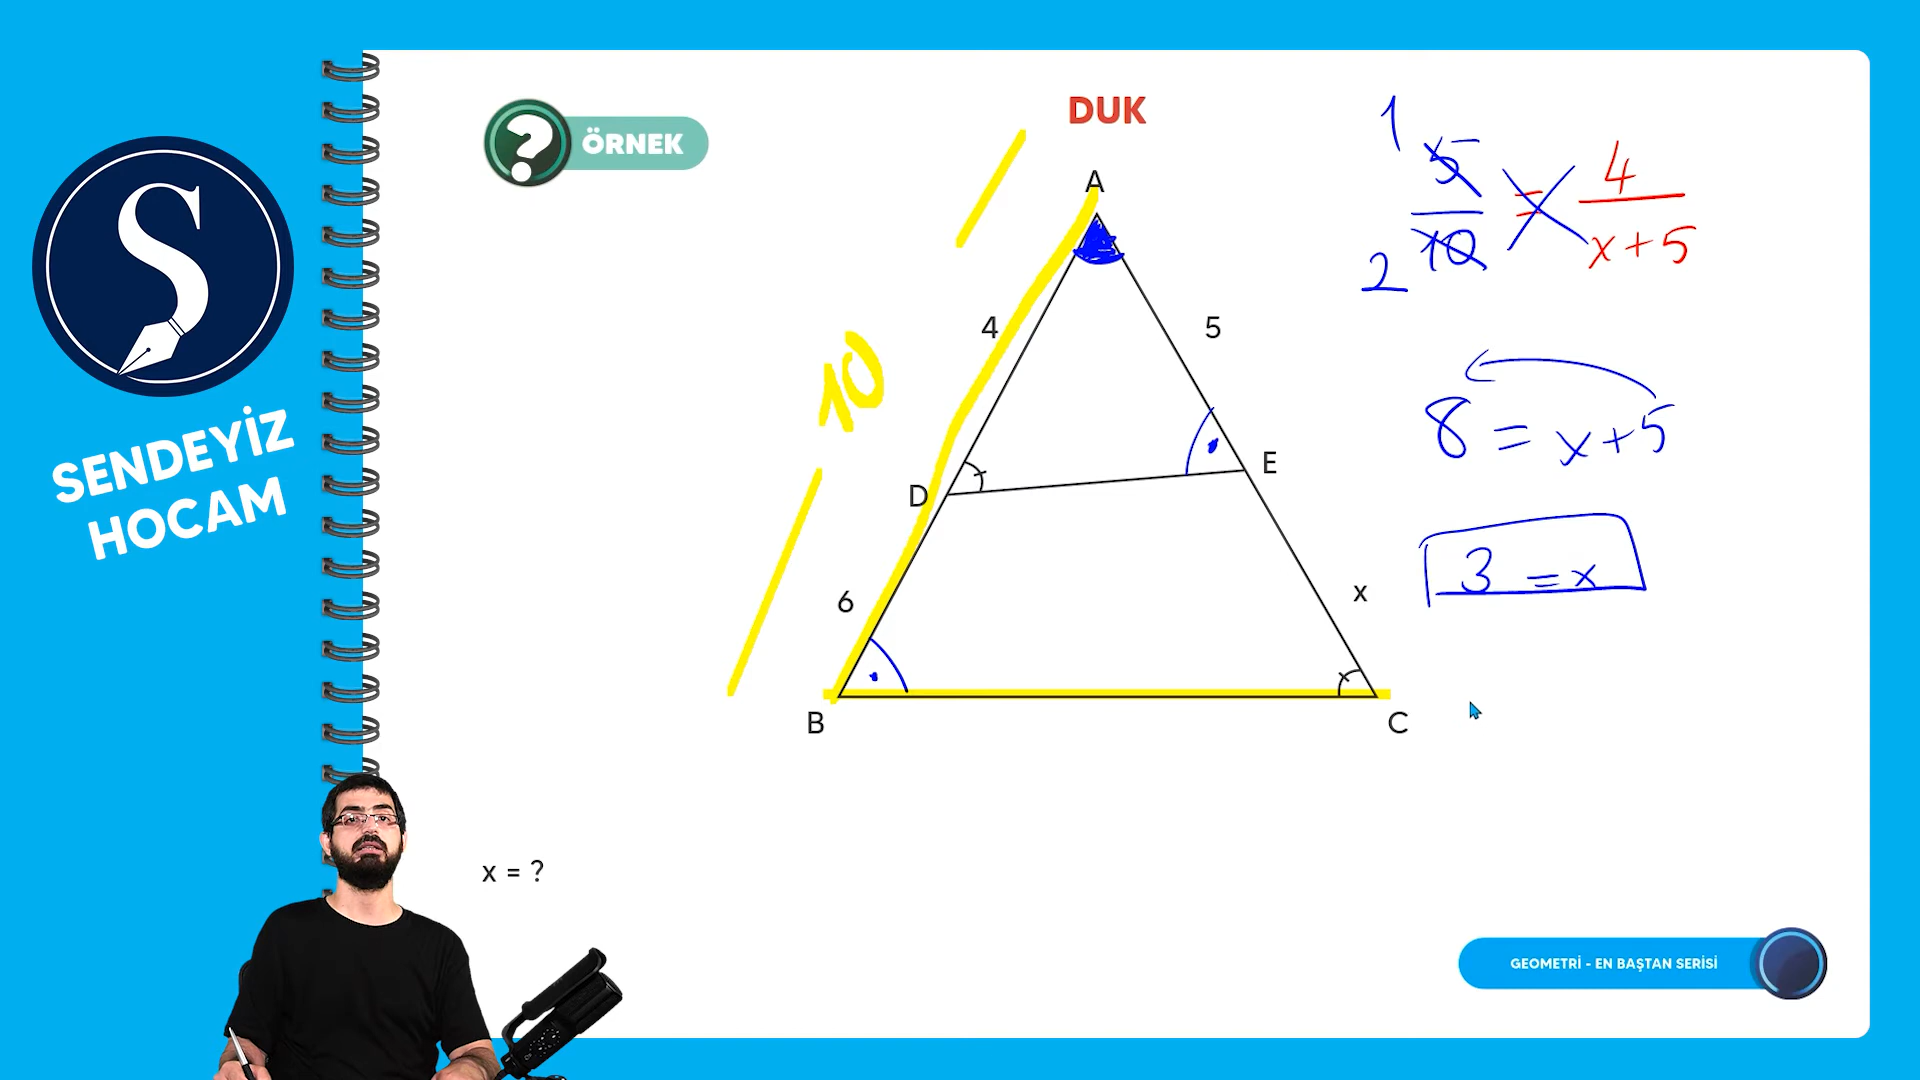 SENDEYİZ
HOCAM
ÖRNEK
DUK
A
4
5
10
D
E
6
x
B
C
x = ?
1
5 = 4
10 x+5
2
8 = x+5
3 = x
GEOMETRİ - EN BAŞTAN SERİSİ